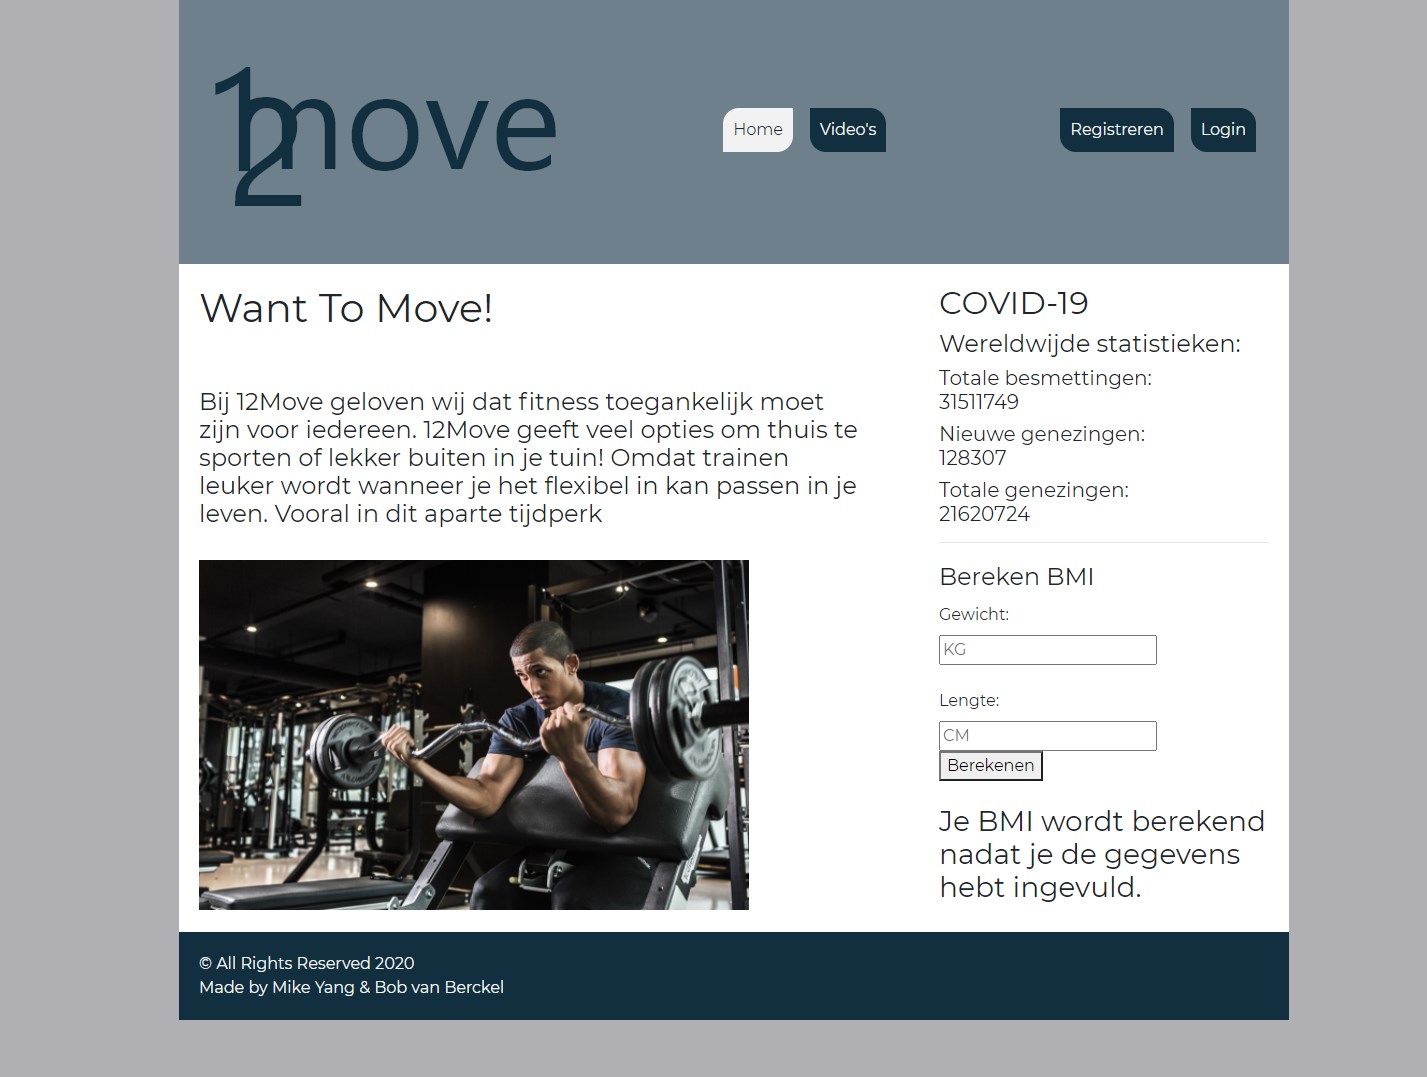 12move
Home
Video's
Registreren
Login
Want To Move!
Bij 12Move geloven wij dat fitness toegankelijk moet
zijn voor iedereen. 12Move geeft veel opties om thuis te
sporten of lekker buiten in je tuin! Omdat trainen
leuker wordt wanneer je het flexibel in kan passen in je
leven. Vooral in dit aparte tijdperk
COVID-19
Wereldwijde statistieken:
Totale besmettingen:
31511749
Nieuwe genezingen:
128307
Totale genezingen:
21620724
Bereken BMI
Gewicht:
KG
Lengte:
CM
Berekenen
Je BMI wordt berekend
nadat je de gegevens
hebt ingevuld.
© All Rights Reserved 2020
Made by Mike Yang & Bob van Berckel